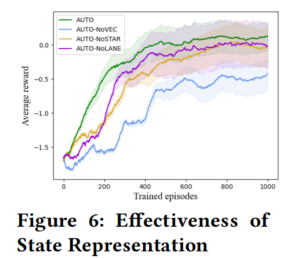 AUTO
AUTO-NoVEC
AUTO-NoSTAR
AUTO-NoLANE
0.0
−0.5
−1.0
−1.5
Average reward
0
200
400
600
800
1000
Trained episodes
Figure 6: Effectiveness of
State Representation